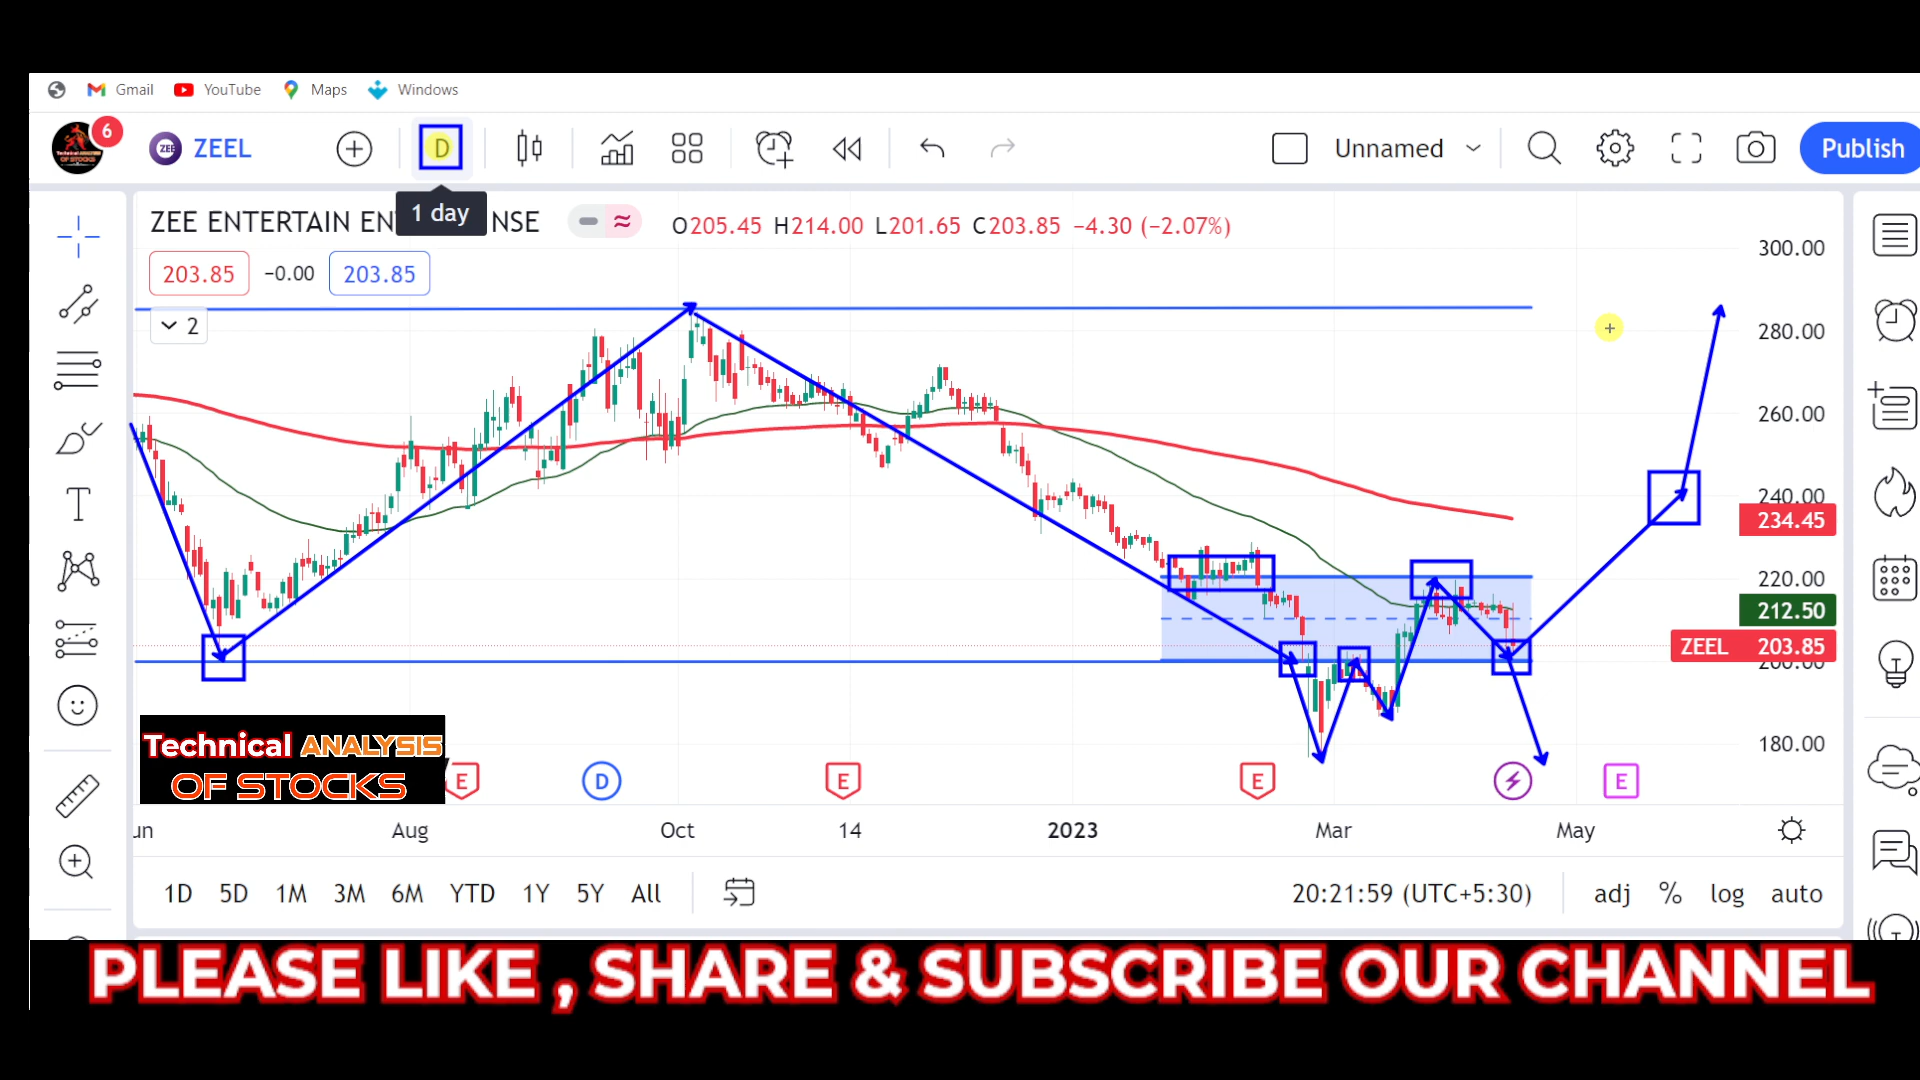 Gmail YouTube Maps Windows
6 ZEE ZEEL D Unnamed Publish
1 day
ZEE ENTERTAIN EN NSE O205.45 H214.00 L201.65 C203.85 −4.30 (−2.07%)
203.85 −0.00 203.85
2
300.00
280.00
260.00
240.00
234.45
220.00
212.50
ZEEL 203.85
200.00
180.00
Technical ANALYSIS
OF STOCKS
E D E E E
un Aug Oct 14 2023 Mar May
1D 5D 1M 3M 6M YTD 1Y 5Y All 20:21:59 (UTC+5:30) adj % log auto
PLEASE LIKE , SHARE & SUBSCRIBE OUR CHANNEL